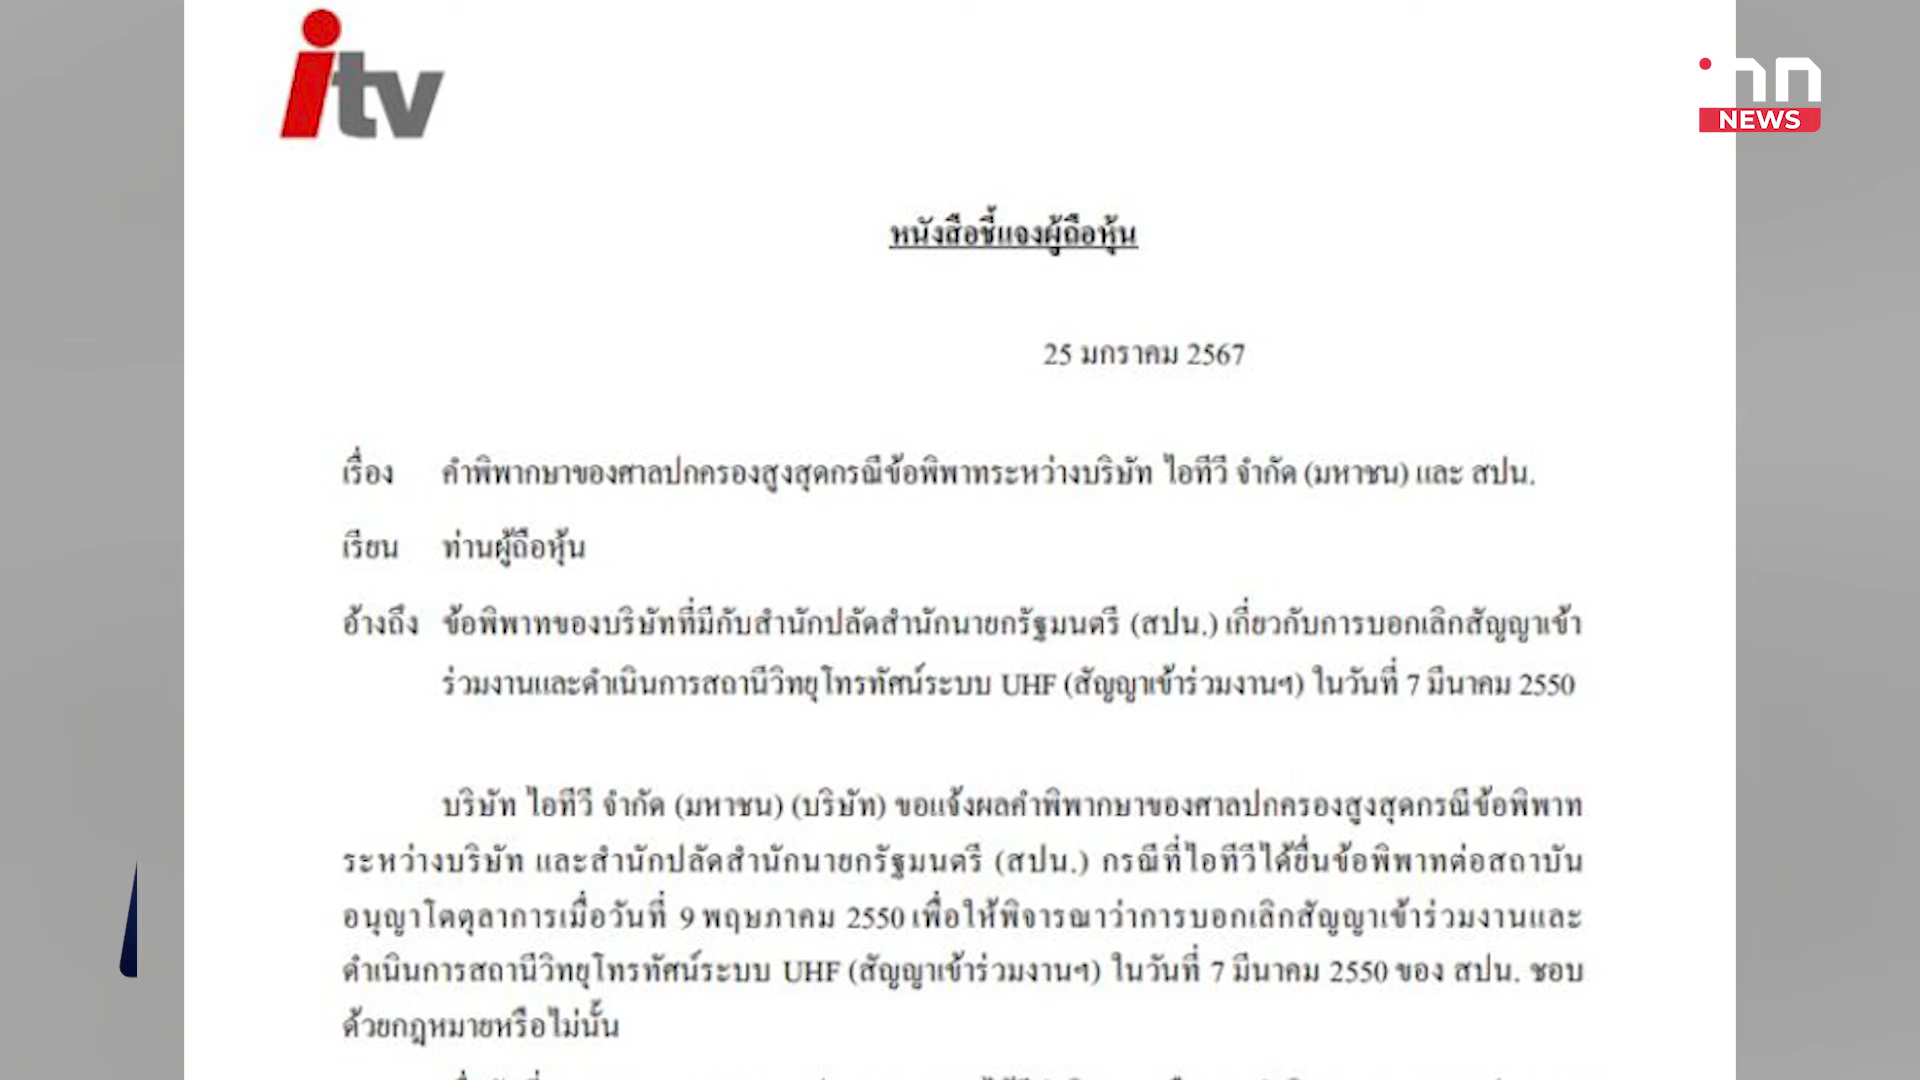 itv
inn
NEWS
หนังสือชี้แจงผู้ถือหุ้น
25 มกราคม 2567
เรื่อง คำพิพากษาของศาลปกครองสูงสุดกรณีข้อพิพาทระหว่างบริษัท ไอทีวี จำกัด (มหาชน) และ สปน.
เรียน ท่านผู้ถือหุ้น
อ้างถึง ข้อพิพาทของบริษัทที่มีกับสำนักปลัดสำนักนายกรัฐมนตรี (สปน.) เกี่ยวกับการบอกเลิกสัญญาเข้า
ร่วมงานและดำเนินการสถานีวิทยุโทรทัศน์ระบบ UHF (สัญญาเข้าร่วมงานฯ) ในวันที่ 7 มีนาคม 2550
บริษัท ไอทีวี จำกัด (มหาชน) (บริษัท) ขอแจ้งผลคำพิพากษาของศาลปกครองสูงสุดกรณีข้อพิพาท
ระหว่างบริษัท และสำนักปลัดสำนักนายกรัฐมนตรี (สปน.) กรณีที่ไอทีวีได้ยื่นข้อพิพาทต่อสถาบัน
อนุญาโตตุลาการเมื่อวันที่ 9 พฤษภาคม 2550 เพื่อให้พิจารณาว่าการบอกเลิกสัญญาเข้าร่วมงานและ
ดำเนินการสถานีวิทยุโทรทัศน์ระบบ UHF (สัญญาเข้าร่วมงานฯ) ในวันที่ 7 มีนาคม 2550 ของ สปน. ชอบ
ด้วยกฎหมายหรือไม่นั้น